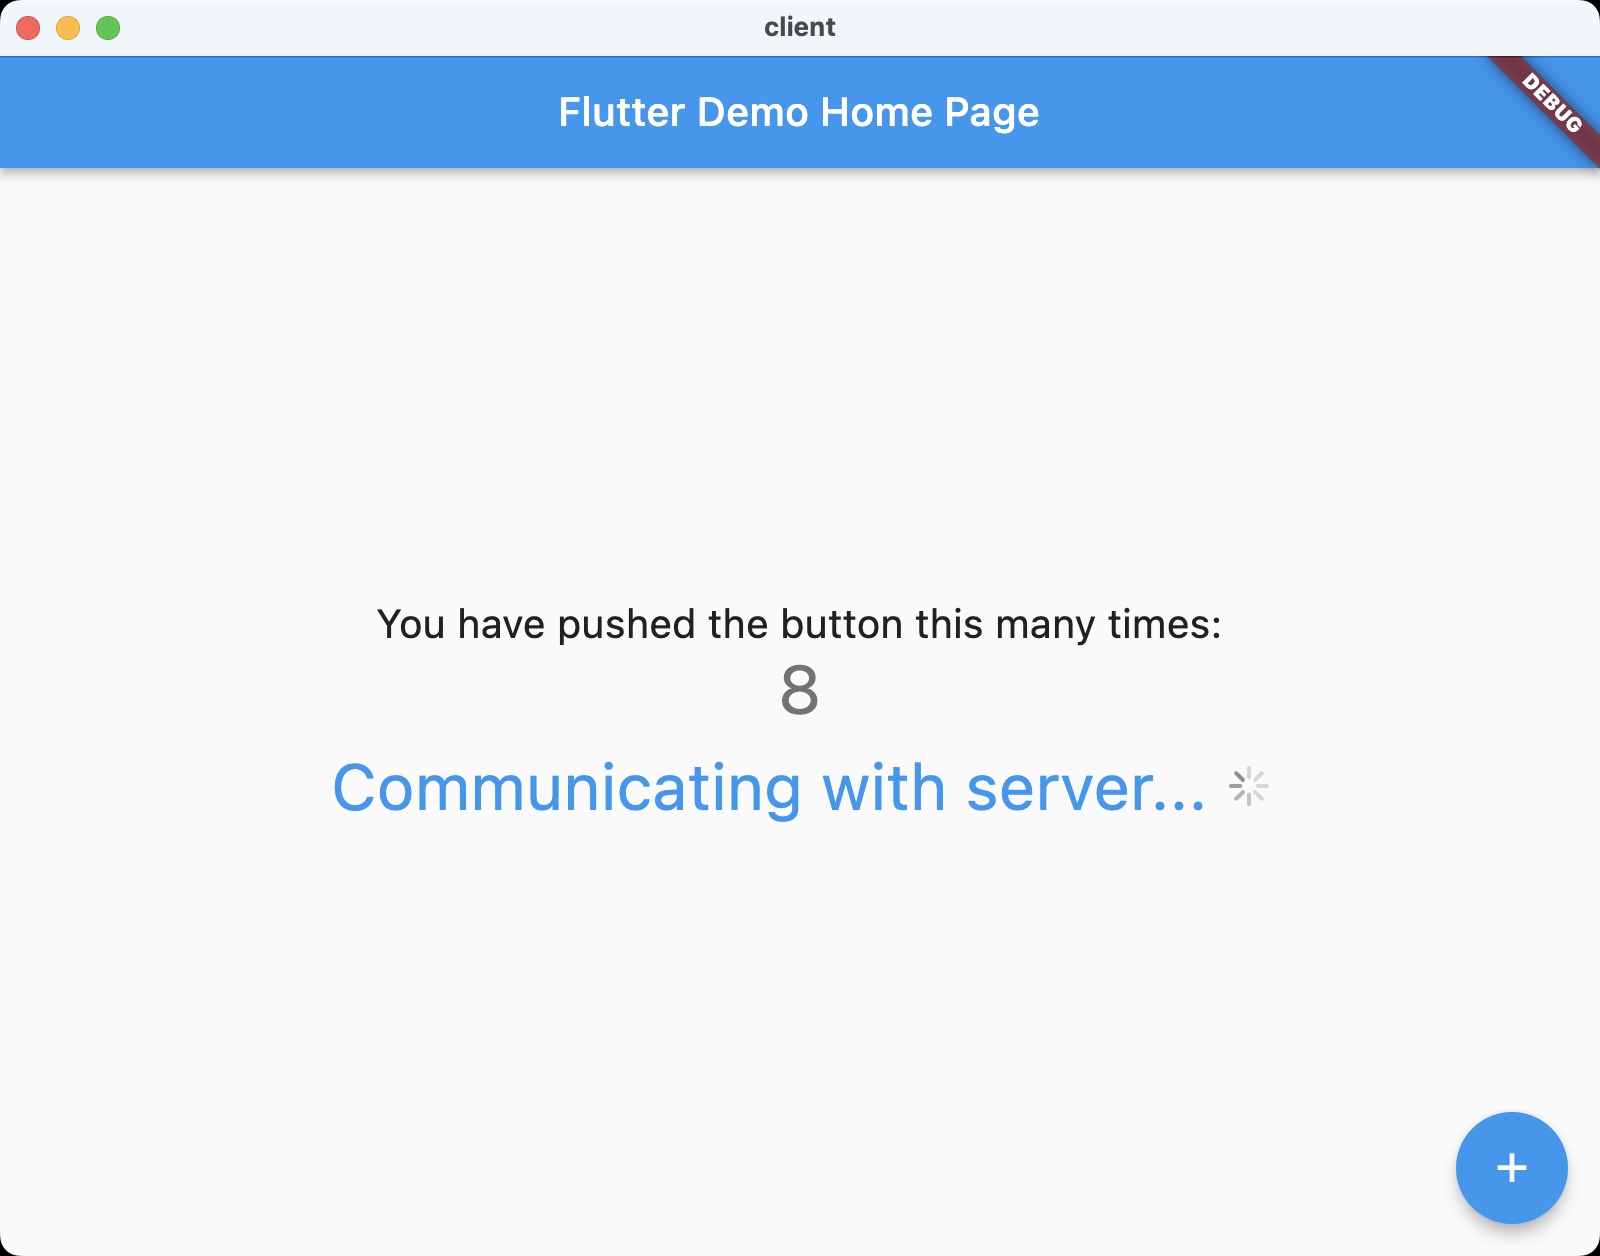 client
Flutter Demo Home Page
DEBUG
You have pushed the button this many times:
8
Communicating with server...
+